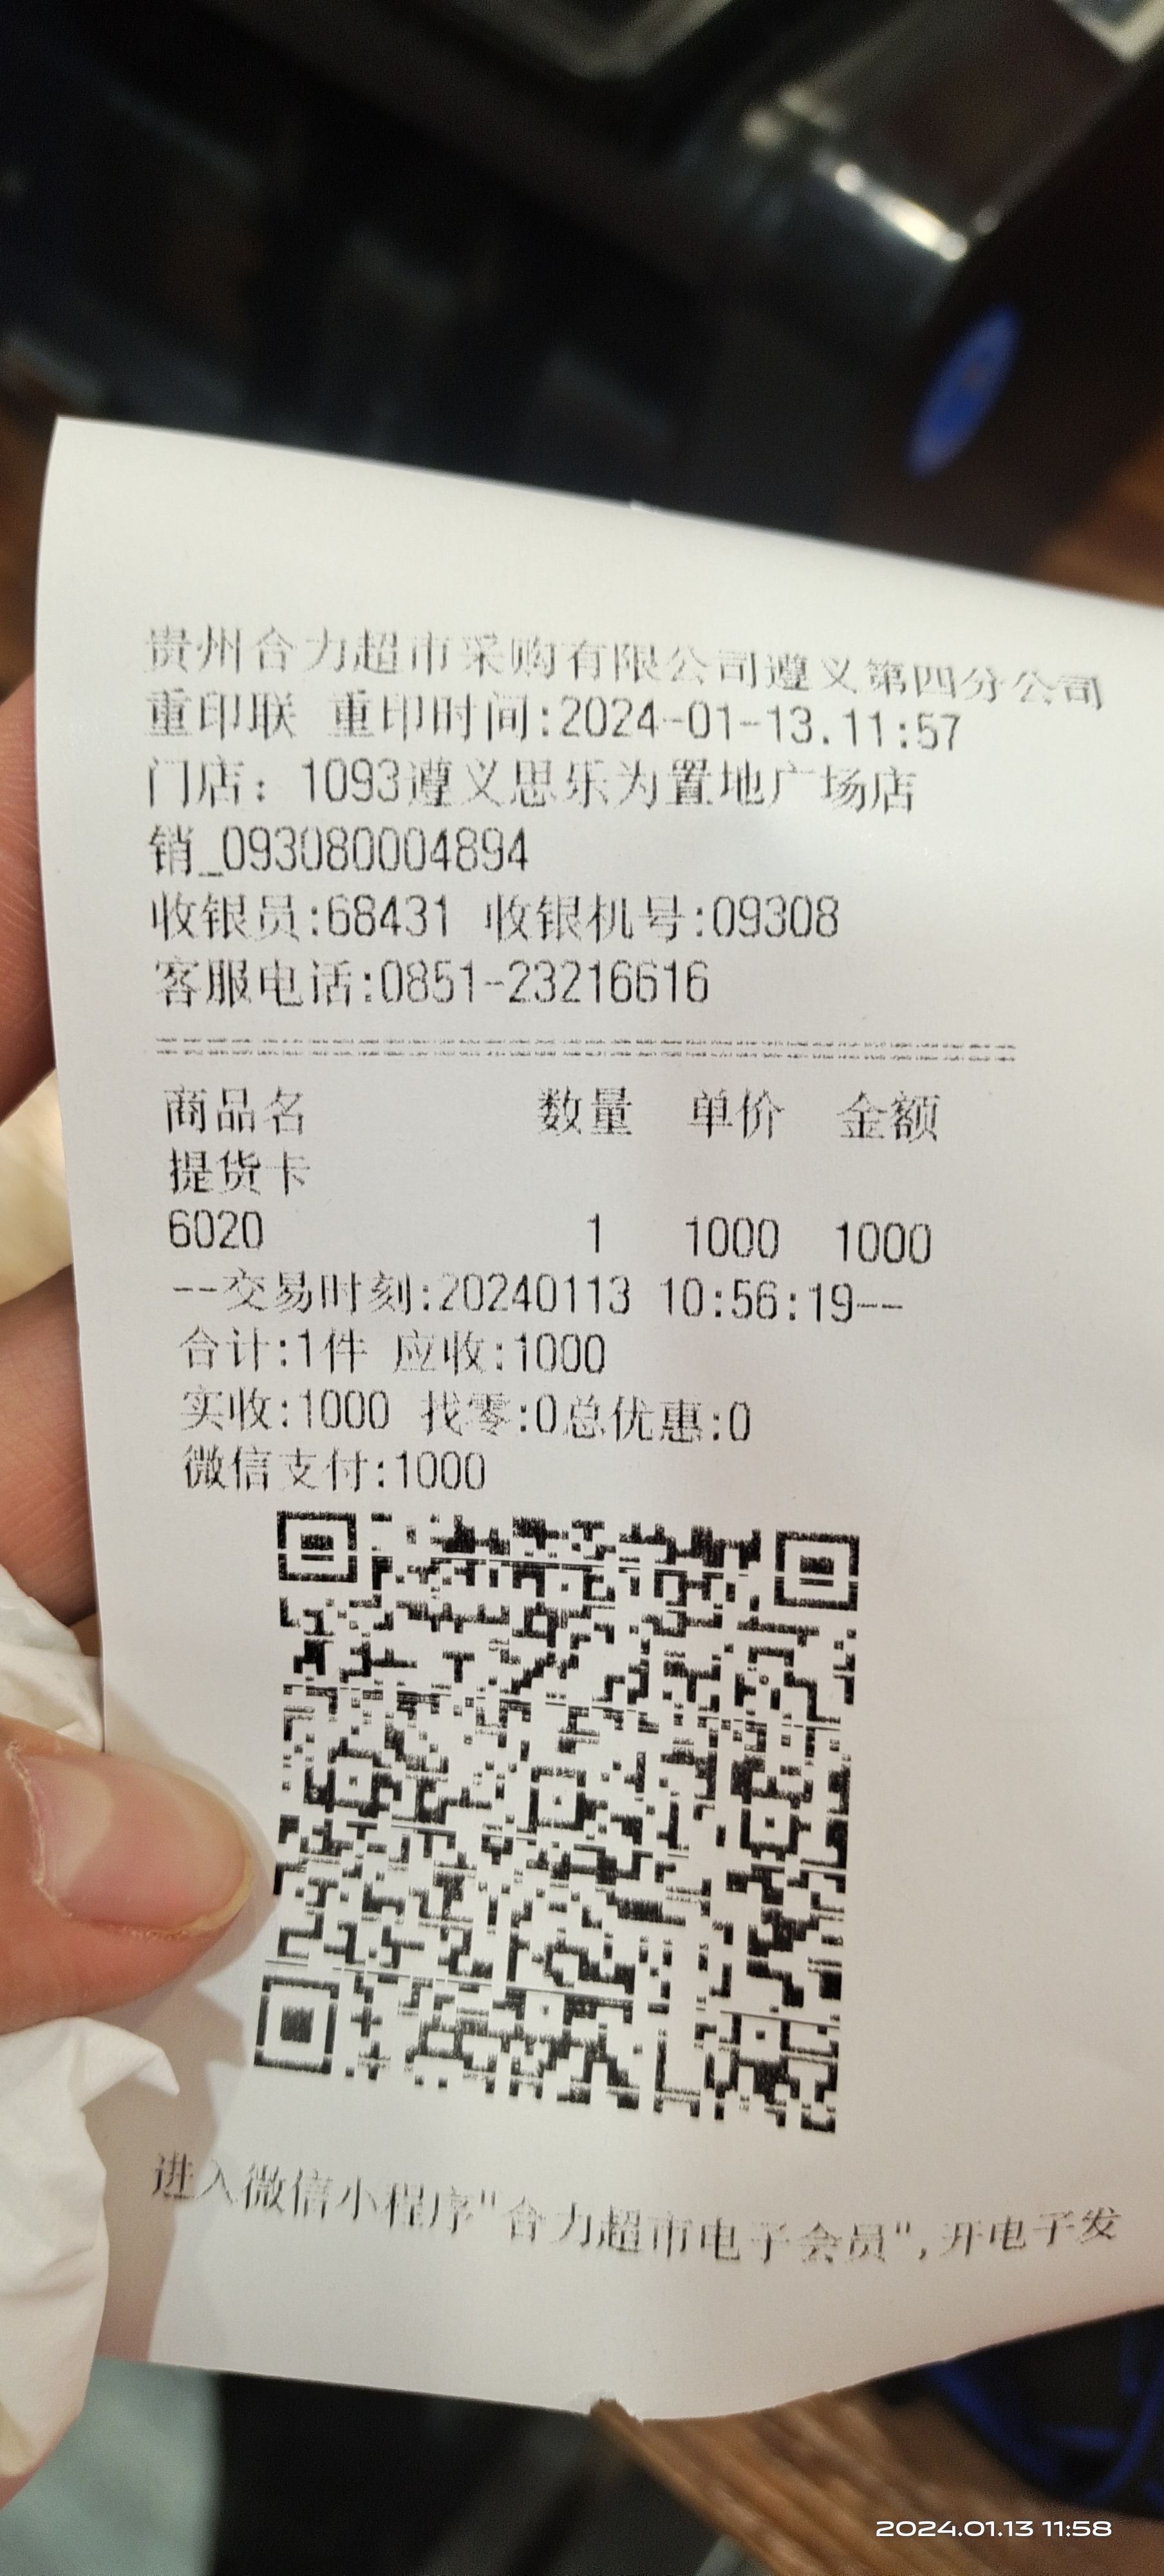 贵州合力超市采购有限公司遵义第四分公司
重印联 重印时间:2024-01-13.11:57
门店：1093遵义思乐为置地广场店
销_093080004894
收银员:68431 收银机号:09308
客服电话:0851-23216616
商品名 数量 单价 金额
提货卡
6020 1 1000 1000
--交易时刻:20240113 10:56:19--
合计:1件 应收:1000
实收:1000 找零:0总优惠:0
微信支付:1000
进入微信小程序"合力超市电子会员",开电子发
2024.01.13 11:58